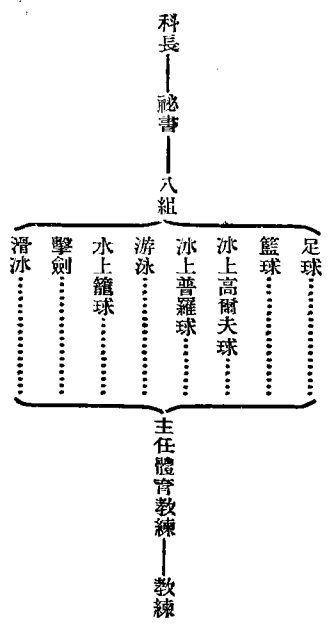 科長
祕書
八組
足球
籃球
冰上高爾夫球
冰上普羅球
游泳
水上籠球
擊劍
滑冰
主任體育教練
教練